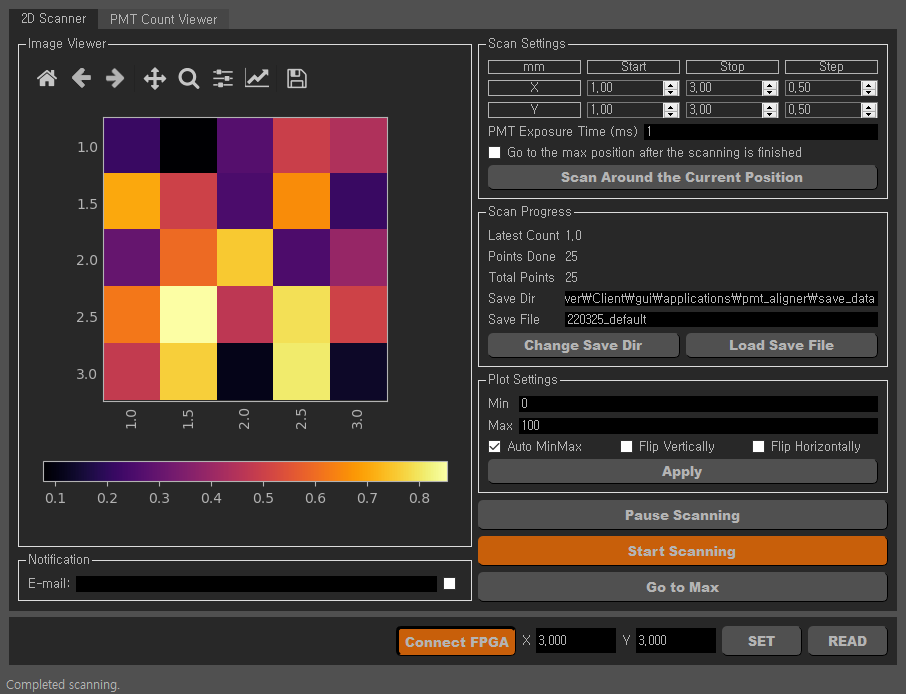 2D Scanner PMT Count Viewer
Image Viewer
1.0
1.5
2.0
2.5
3.0
1.0 1.5 2.0 2.5 3.0
0.1 0.2 0.3 0.4 0.5 0.6 0.7 0.8
Notification
E-mail:
Scan Settings
mm Start Stop Step
X 1,00 3,00 0,50
Y 1,00 3,00 0,50
PMT Exposure Time (ms) 1
Go to the max position after the scanning is finished
Scan Around the Current Position
Scan Progress
Latest Count 1,0
Points Done 25
Total Points 25
Save Dir ver₩Client₩gui₩applications₩pmt_aligner₩save_data
Save File 220325_default
Change Save Dir Load Save File
Plot Settings
Min 0
Max 100
Auto MinMax Flip Vertically Flip Horizontally
Apply
Pause Scanning
Start Scanning
Go to Max
Connect FPGA X 3,000 Y 3,000 SET READ
Completed scanning.